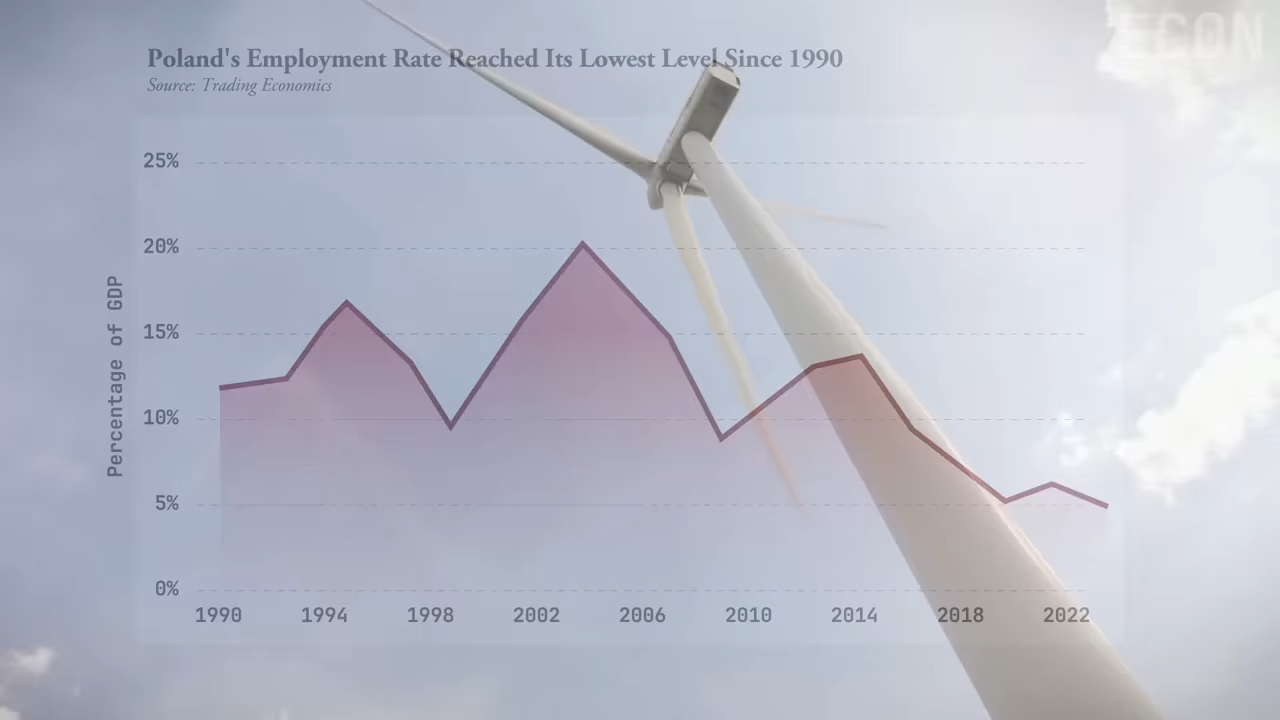 ECON
Poland's Employment Rate Reached Its Lowest Level Since 1990
Source: Trading Economics
Percentage of GDP
25%
20%
15%
10%
5%
0%
1990 1994 1998 2002 2006 2010 2014 2018 2022